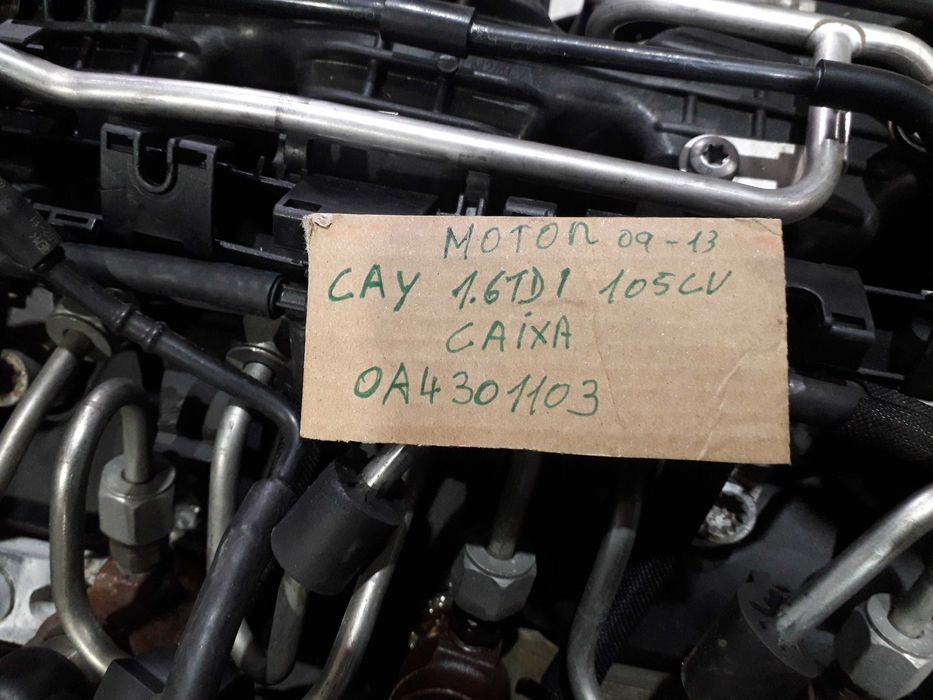 MOTOR 09-13
CAY 1.6TDI 105CV
CAIXA
0A4301103